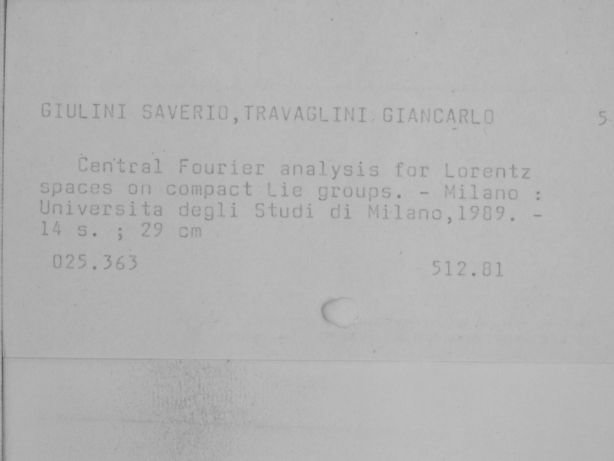 GIULINI SAVERIO,TRAVAGLINI GIANCARLO 5
Central Fourier analysis for Lorentz
spaces on compact Lie groups. - Milano :
Universita degli Studi di Milano,1989. -
14 s. ; 29 cm
025.363 512.81